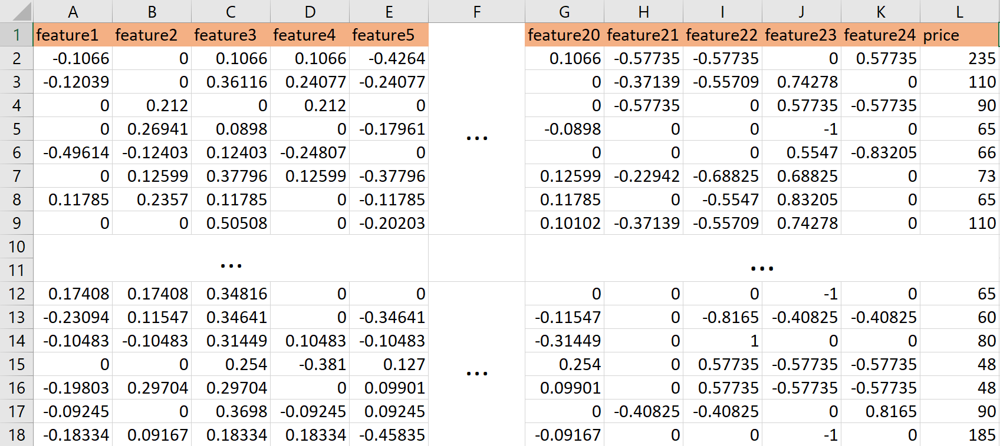 A B C D E F G H I J K L
1 feature1 feature2 feature3 feature4 feature5 feature20 feature21 feature22 feature23 feature24 price
2 -0.1066 0 0.1066 0.1066 -0.4264 0.1066 -0.57735 -0.57735 0 0.57735 235
3 -0.12039 0 0.36116 0.24077 -0.24077 0 -0.37139 -0.55709 0.74278 0 110
4 0 0.212 0 0.212 0 0 -0.57735 0 0.57735 -0.57735 90
5 0 0.26941 0.0898 0 -0.17961 ... -0.0898 0 0 -1 0 65
6 -0.49614 -0.12403 0.12403 -0.24807 0 0 0 0 0.5547 -0.83205 66
7 0 0.12599 0.37796 0.12599 -0.37796 0.12599 -0.22942 -0.68825 0.68825 0 73
8 0.11785 0.2357 0.11785 0 -0.11785 0.11785 0 -0.5547 0.83205 0 65
9 0 0 0.50508 0 -0.20203 0.10102 -0.37139 -0.55709 0.74278 0 110
10
11 ... ...
12 0.17408 0.17408 0.34816 0 0 0 0 0 -1 0 65
13 -0.23094 0.11547 0.34641 0 -0.34641 -0.11547 0 -0.8165 -0.40825 -0.40825 60
14 -0.10483 -0.10483 0.31449 0.10483 -0.10483 -0.31449 0 1 0 0 80
15 0 0 0.254 -0.381 0.127 ... 0.254 0 0.57735 -0.57735 -0.57735 48
16 -0.19803 0.29704 0.29704 0 0.09901 0.09901 0 0.57735 -0.57735 -0.57735 48
17 -0.09245 0 0.3698 -0.09245 0.09245 0 -0.40825 -0.40825 0 0.8165 90
18 -0.18334 0.09167 0.18334 0.18334 -0.45835 -0.09167 0 0 -1 0 185